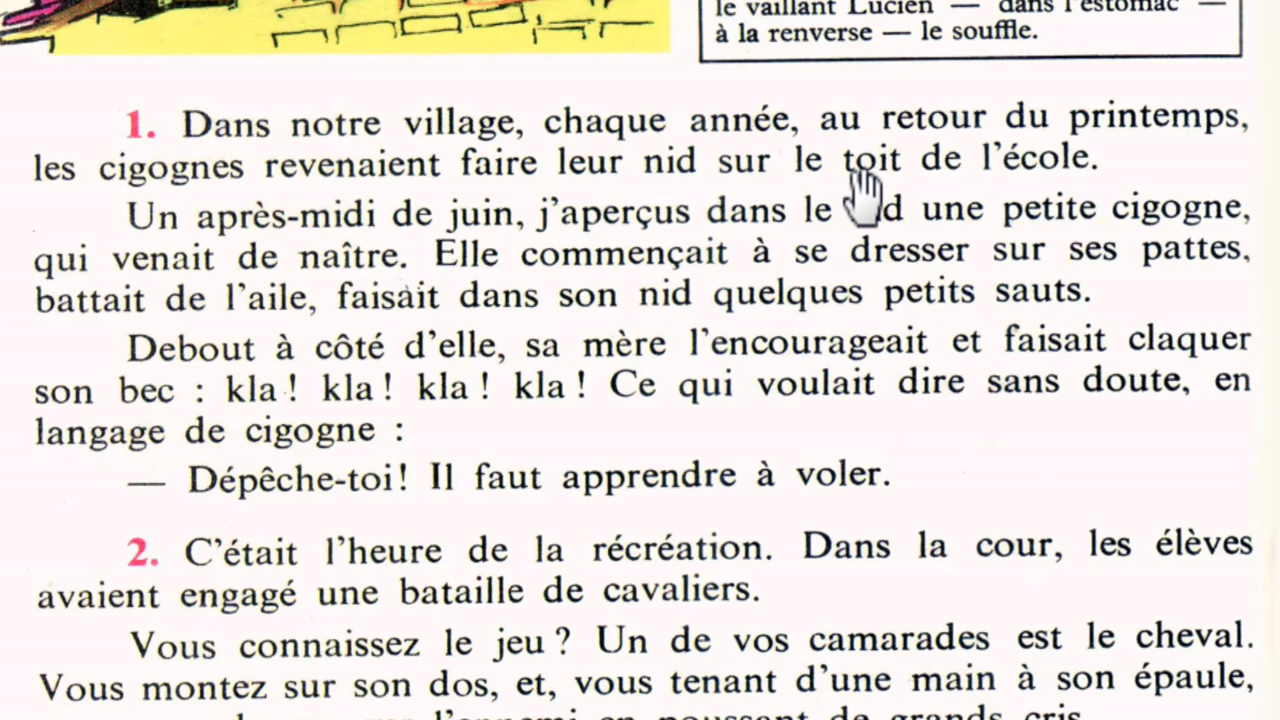 le vaillant Lucien — dans l'estomac —
à la renverse — le souffle.
1. Dans notre village, chaque année, au retour du printemps,
les cigognes revenaient faire leur nid sur le toit de l'école.
Un après-midi de juin, j'aperçus dans le une petite cigogne,
qui venait de naître. Elle commençait à se dresser sur ses pattes,
battait de l'aile, faisait dans son nid quelques petits sauts.
Debout à côté d'elle, sa mère l'encourageait et faisait claquer
son bec : kla ! kla ! kla ! kla ! Ce qui voulait dire sans doute, en
langage de cigogne :
— Dépêche-toi! Il faut apprendre à voler.
2. C'était l'heure de la récréation. Dans la cour, les élèves
avaient engagé une bataille de cavaliers.
Vous connaissez le jeu ? Un de vos camarades est le cheval.
Vous montez sur son dos, et, vous tenant d'une main à son épaule,
l'ennemi en poussant de grands cris.